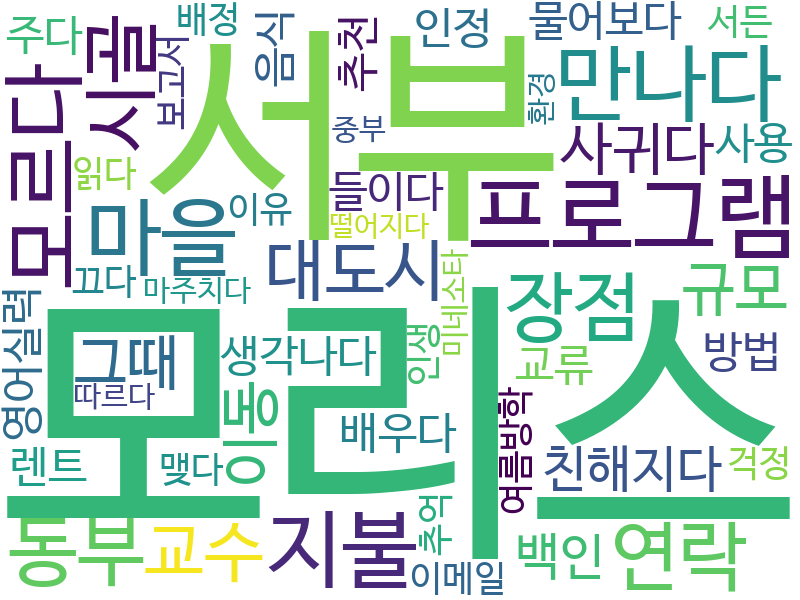 주다
배정
시골
보고서
음식
서부
추천
인정
물어보다
서든
환경
만나다
모르다
읽다
중부
사귀다
사용
마을
이유
들이다
떨어지다
프로그램
끄다
마주치다
대도시
미네소타
장점
규모
영어실력
그때
따르다
생각나다
인생
교류
방법
모리스
이동
배우다
여름방학
렌트
맺다
친해지다
걱정
동부
교수
지불
추억
이메일
백인
연락